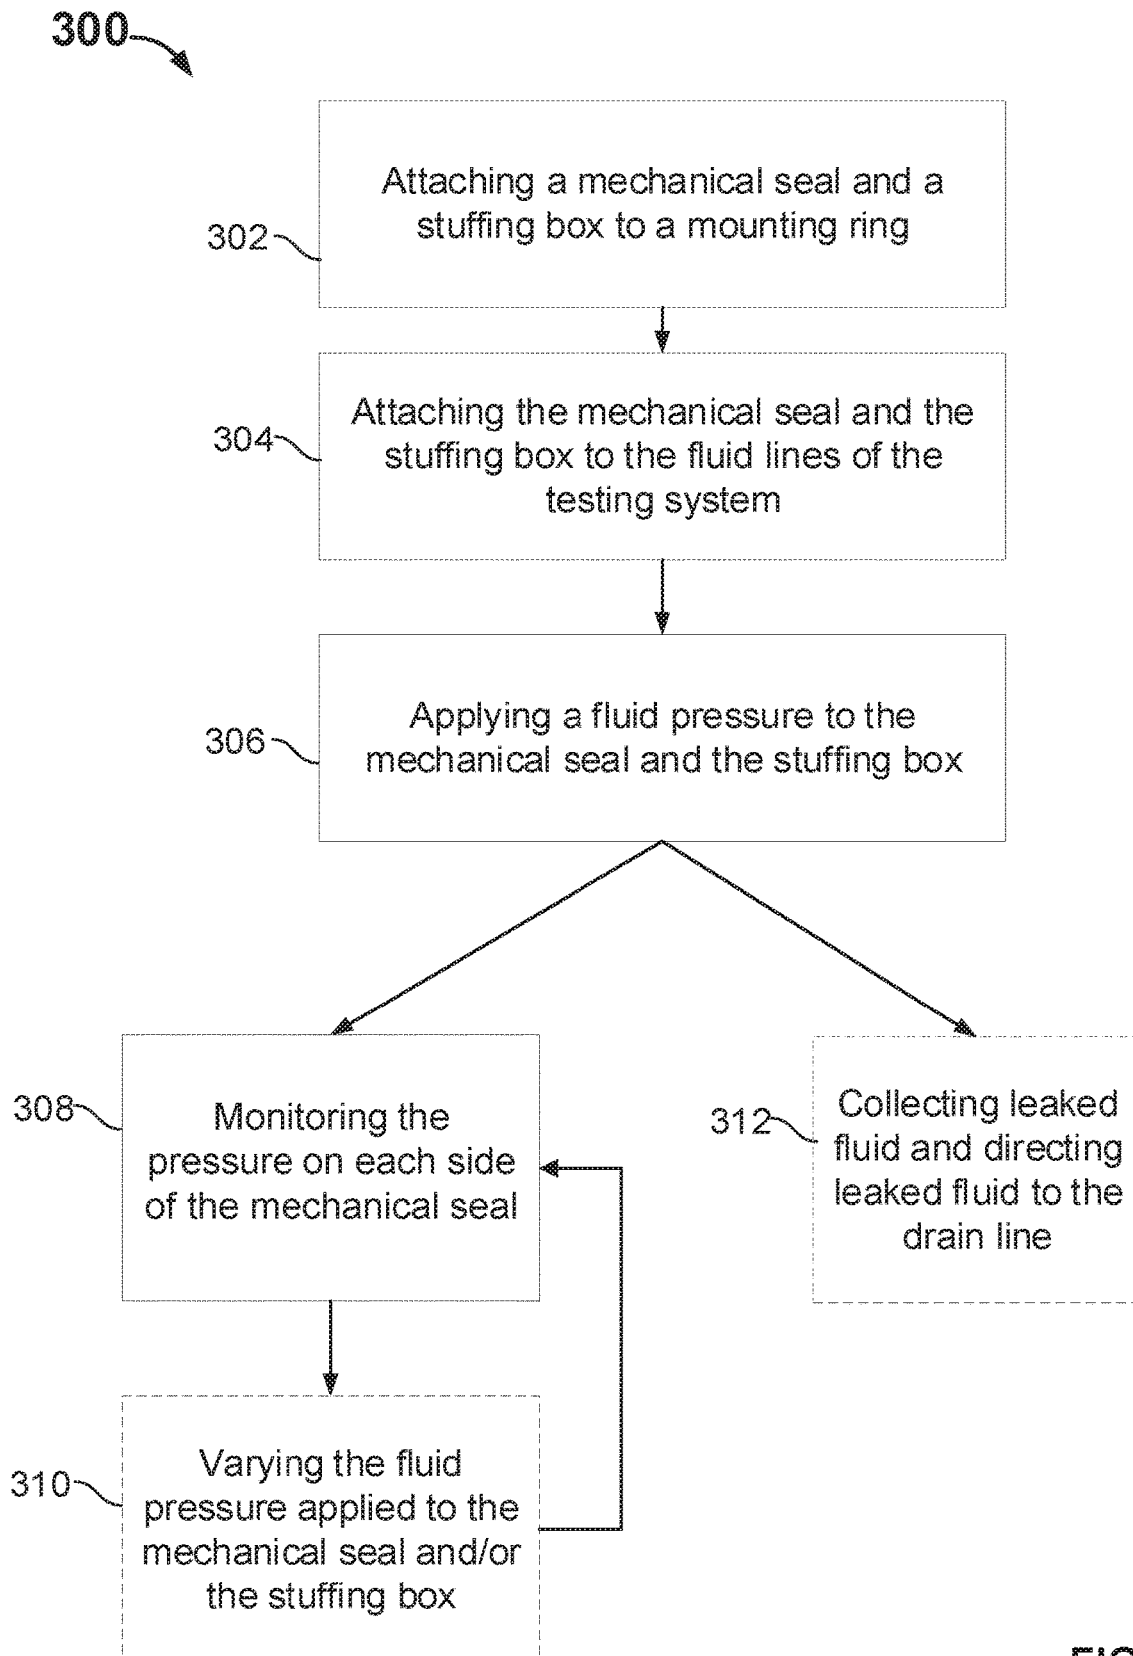 300
Attaching a mechanical seal and a
stuffing box to a mounting ring
302
Attaching the mechanical seal and the
stuffing box to the fluid lines of the
testing system
304
Applying a fluid pressure to the
mechanical seal and the stuffing box
306
Monitoring the
pressure on each side
of the mechanical seal
308
Collecting leaked
fluid and directing
leaked fluid to the
drain line
312
Varying the fluid
pressure applied to the
mechanical seal and/or
the stuffing box
310